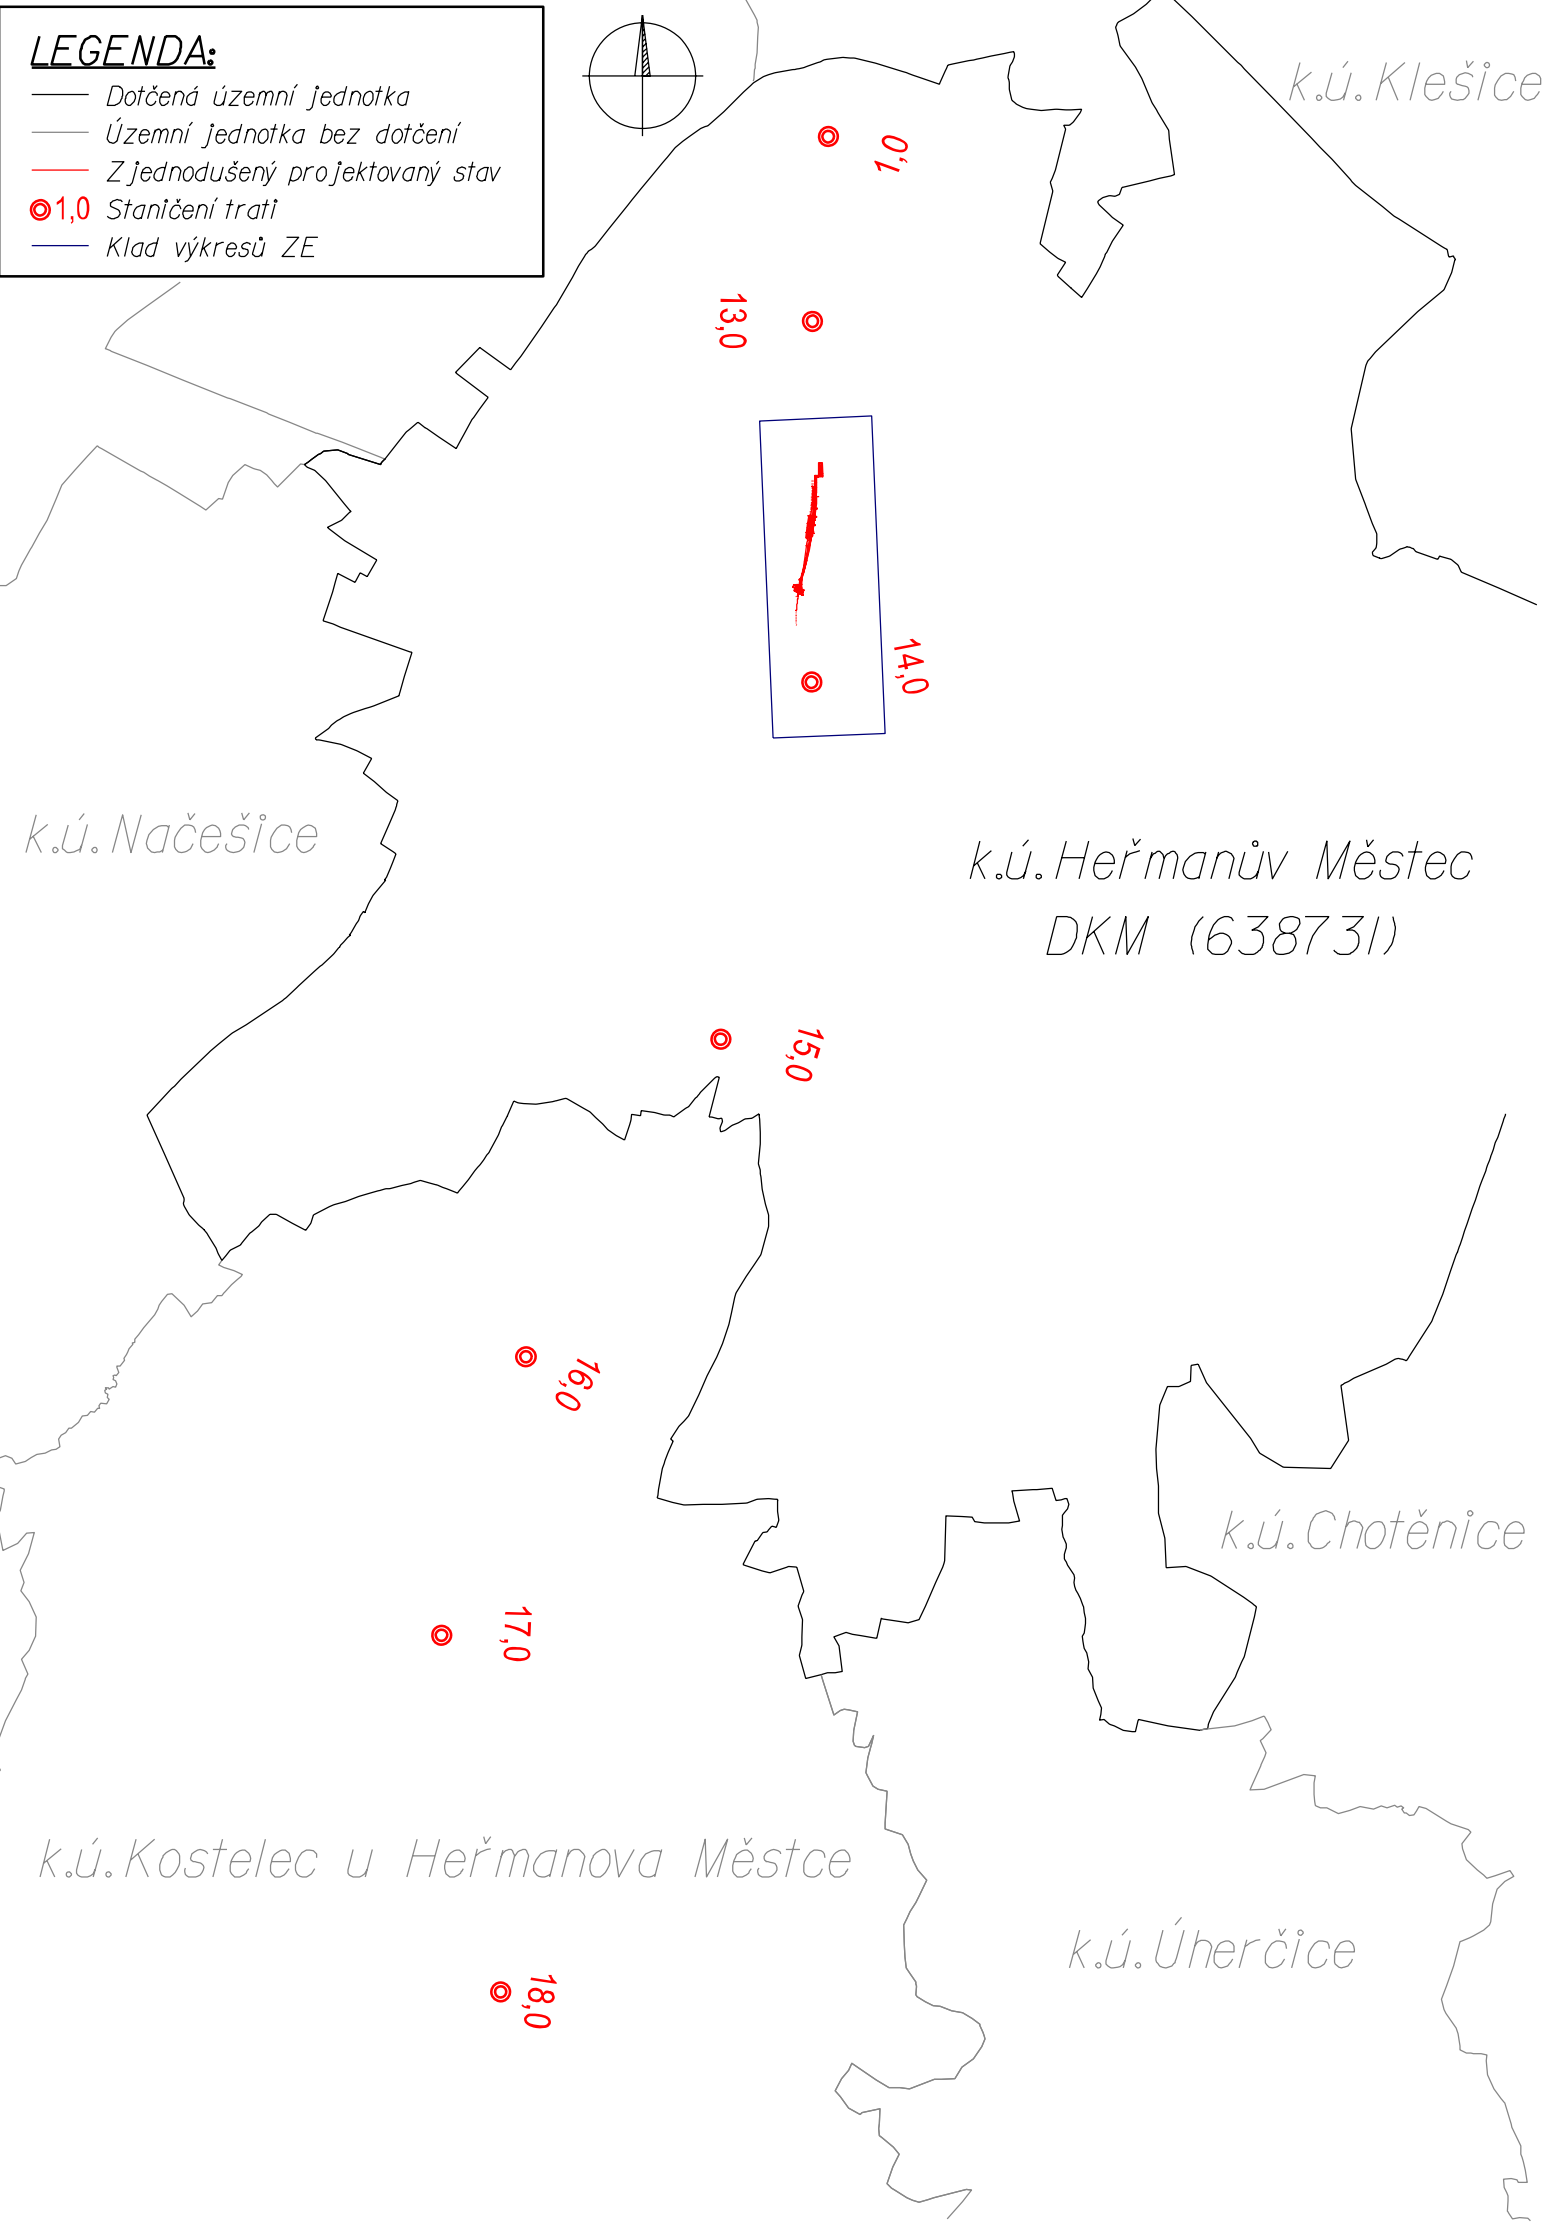 LEGENDA:
Dotčená územní jednotka
Územní jednotka bez dotčení
Zjednodušený projektovaný stav
1,0 Staničení trati
Klad výkresů ZE
k.ú. Klešice
1,0
13,0
14,0
k.ú. Načešice
k.ú. Heřmanův Městec
DKM (638731)
15,0
16,0
k.ú. Chotěnice
17,0
k.ú. Kostelec u Heřmanova Městce
k.ú. Úherčice
18,0